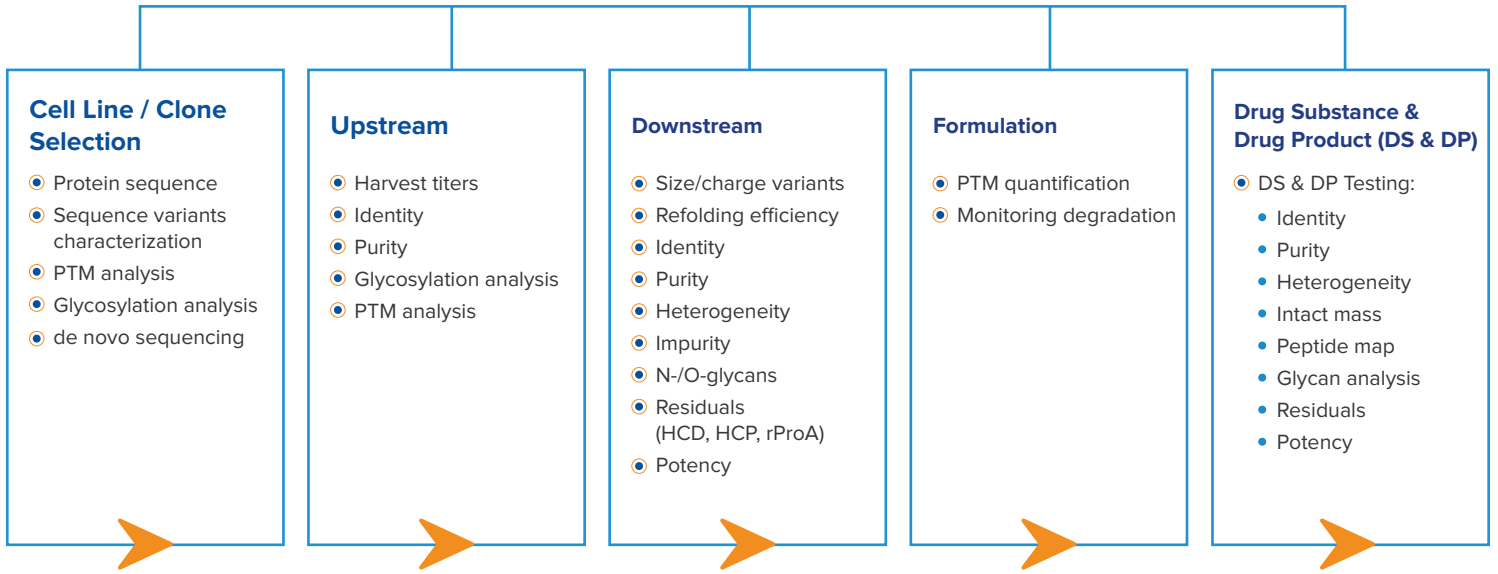 Cell Line / Clone
Selection
Protein sequence
Sequence variants
characterization
PTM analysis
Glycosylation analysis
de novo sequencing
Upstream
Harvest titers
Identity
Purity
Glycosylation analysis
PTM analysis
Downstream
Size/charge variants
Refolding efficiency
Identity
Purity
Heterogeneity
Impurity
N-/O-glycans
Residuals
(HCD, HCP, rProA)
Potency
Formulation
PTM quantification
Monitoring degradation
Drug Substance &
Drug Product (DS & DP)
DS & DP Testing:
Identity
Purity
Heterogeneity
Intact mass
Peptide map
Glycan analysis
Residuals
Potency